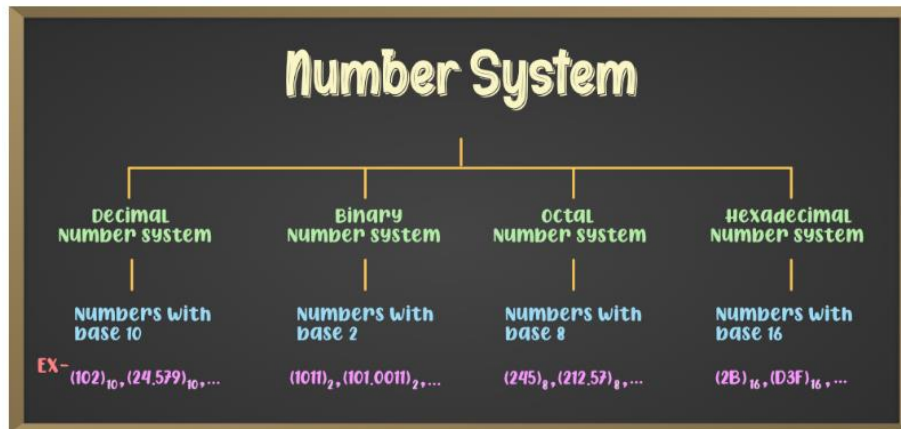 Number System
Decimal
Number system
Binary
Number system
Octal
Number system
Hexadecimal
Number system
Numbers with
base 10
Numbers with
base 2
Numbers with
base 8
Numbers with
base 16
EX- (102)₁₀, (24.579)₁₀, ...
(1011)₂, (101.0011)₂, ...
(245)₈, (212.57)₈, ...
(2B)₁₆, (D3F)₁₆, ...